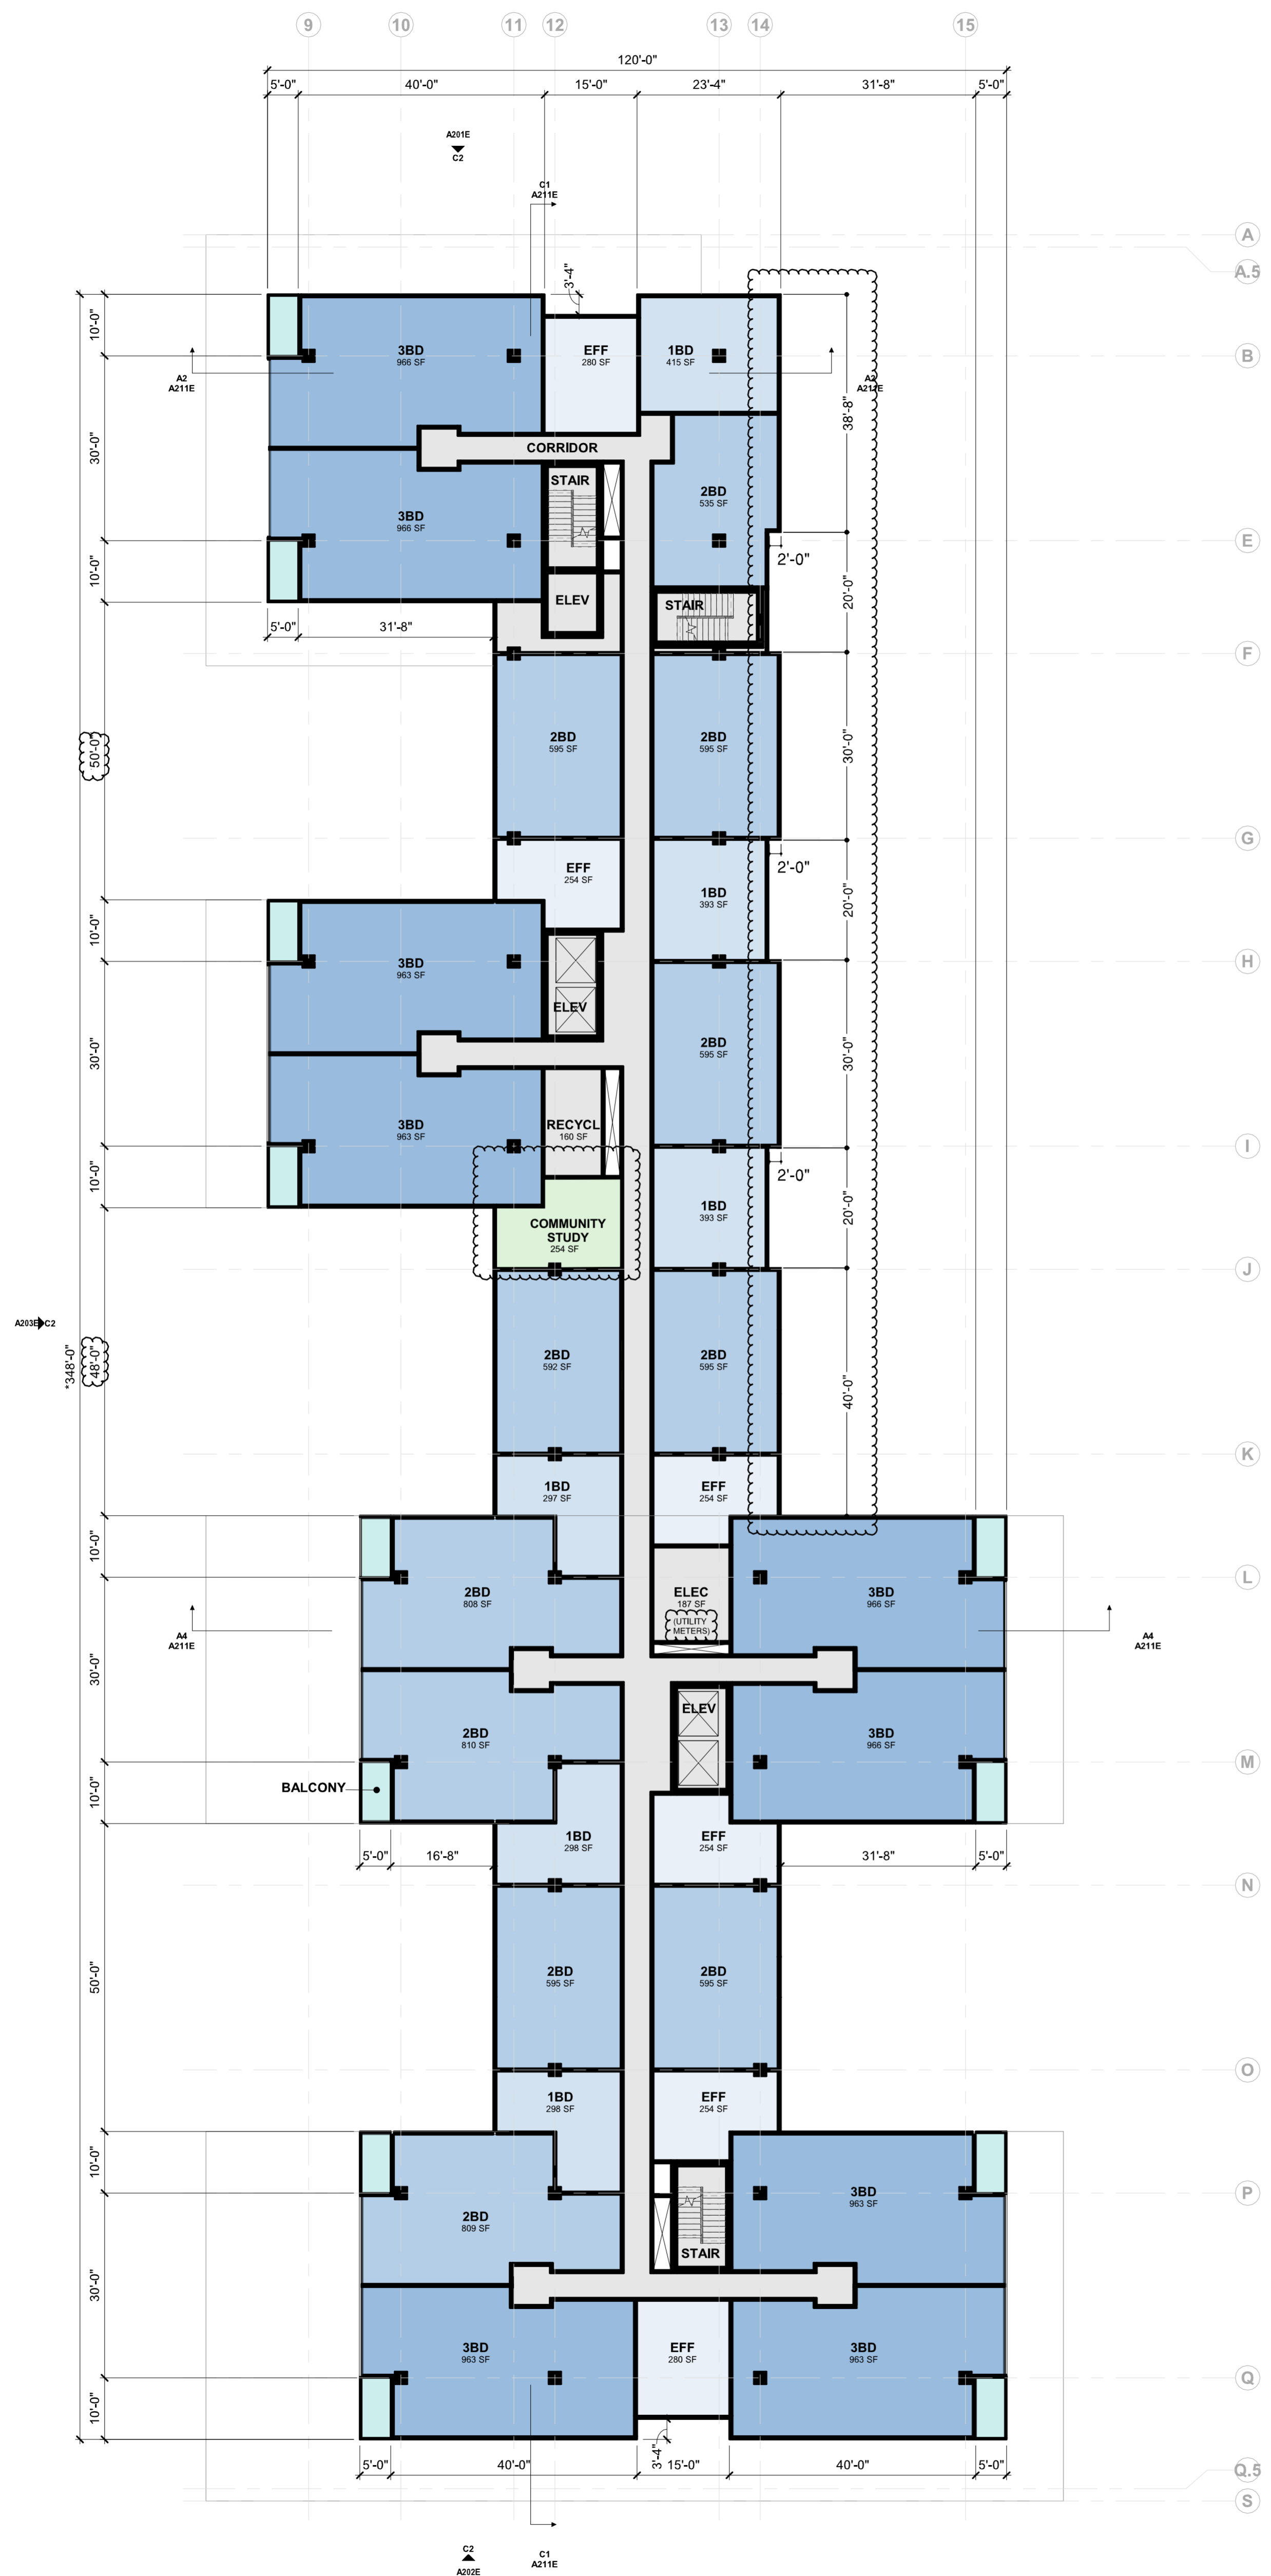 9 10 11 12 13 14 15
120'-0"
5'-0" 40'-0" 15'-0" 23'-4" 31'-8" 5'-0"
A201E
C2
C1
A211E
A
A.5
3'-4"
10'-0"
3BD
966 SF
EFF
280 SF
1BD
415 SF
B
A2
A211E
A2
A211E
38'-8"
30'-0"
CORRIDOR
STAIR
2BD
535 SF
3BD
966 SF
E
2'-0"
10'-0"
ELEV
STAIR
20'-0"
5'-0" 31'-8"
F
50'-0"
2BD
595 SF
2BD
595 SF
30'-0"
G
2'-0"
EFF
254 SF
1BD
393 SF
20'-0"
10'-0"
3BD
963 SF
H
ELEV
30'-0"
2BD
595 SF
30'-0"
3BD
963 SF
RECYCL
160 SF
I
2'-0"
10'-0"
1BD
393 SF
20'-0"
COMMUNITY
STUDY
254 SF
J
A203E C2
*348'-0"
48'-0"
2BD
592 SF
2BD
595 SF
40'-0"
K
1BD
297 SF
EFF
254 SF
10'-0"
L
2BD
808 SF
ELEC
187 SF
(UTILITY
METERS)
3BD
966 SF
A4
A211E
A4
A211E
30'-0"
ELEV
2BD
810 SF
3BD
966 SF
M
BALCONY
10'-0"
1BD
298 SF
EFF
254 SF
5'-0" 16'-8" 31'-8" 5'-0"
N
50'-0"
2BD
595 SF
2BD
595 SF
O
1BD
298 SF
EFF
254 SF
10'-0"
P
2BD
809 SF
3BD
963 SF
STAIR
30'-0"
3BD
963 SF
EFF
280 SF
3BD
963 SF
Q
10'-0"
3'-4"
5'-0" 40'-0" 15'-0" 40'-0" 5'-0"
Q.5
S
C2
A202E
C1
A211E